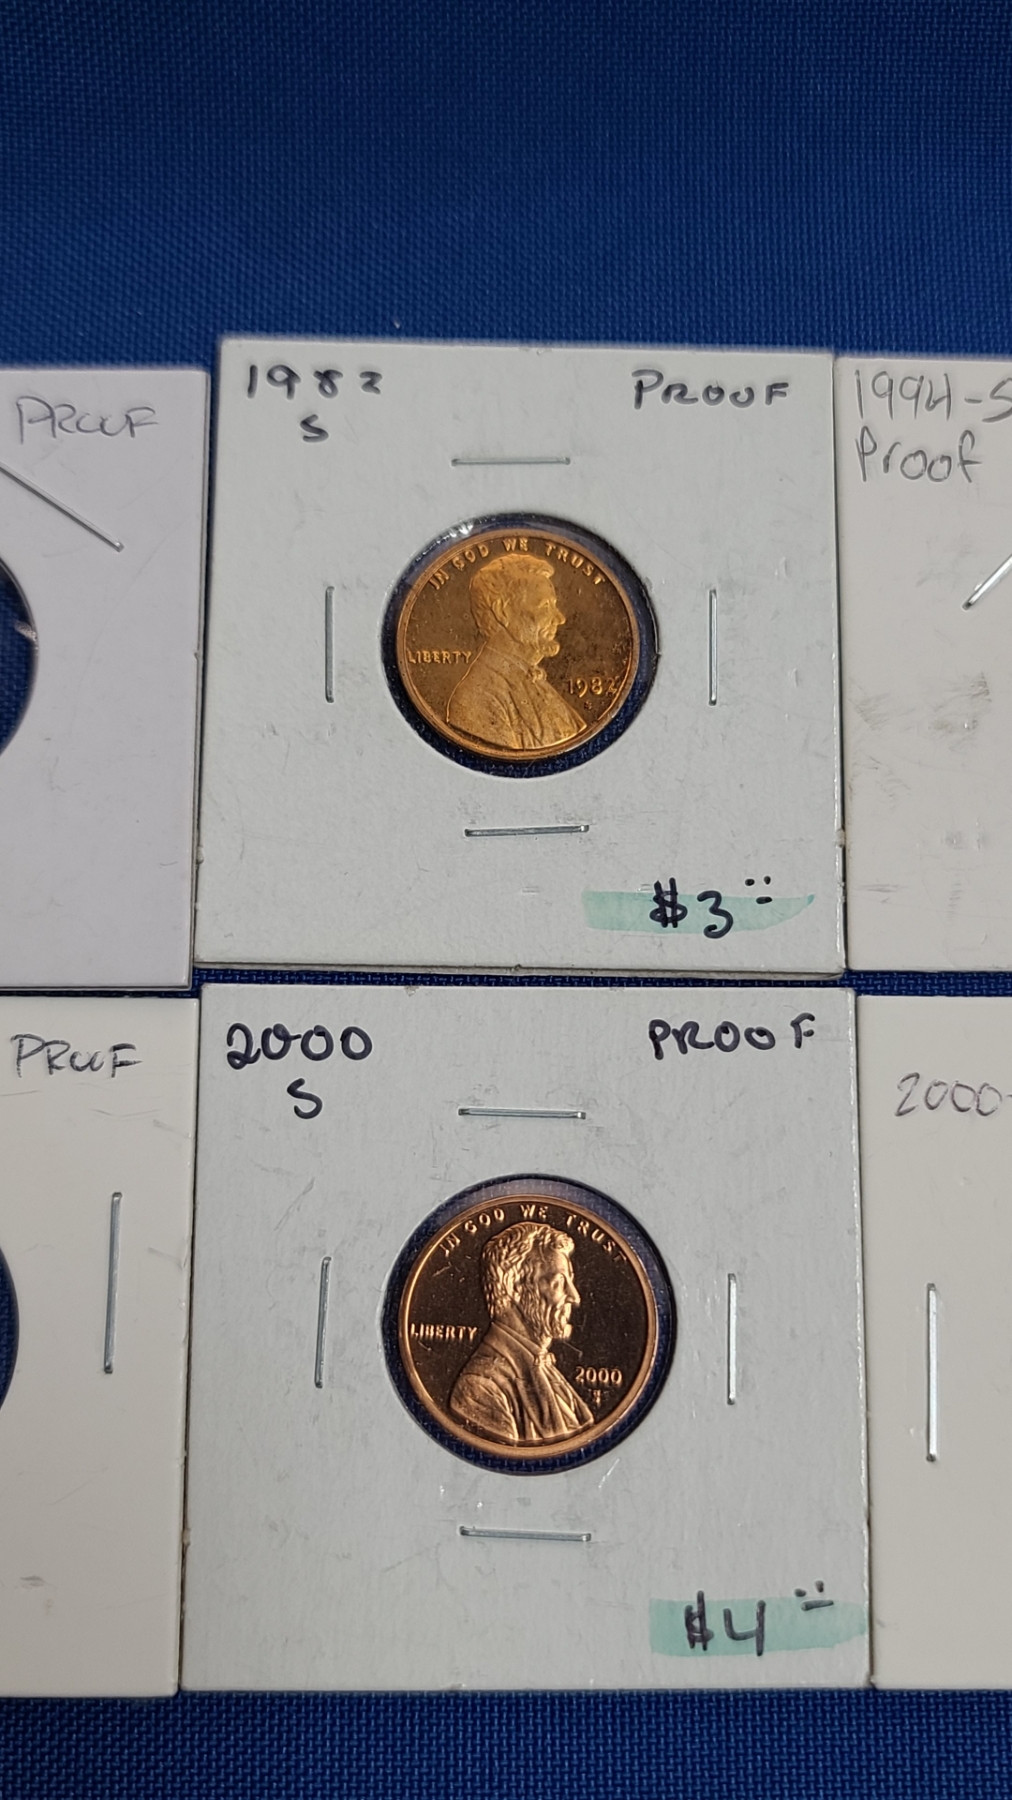 PROOF
1982
S
PROOF
IN GOD WE TRUST
LIBERTY
1982
S
$3
1994-S
Proof
PROOF
2000
S
PROOF
IN GOD WE TRUST
LIBERTY
2000
S
$4
2000-